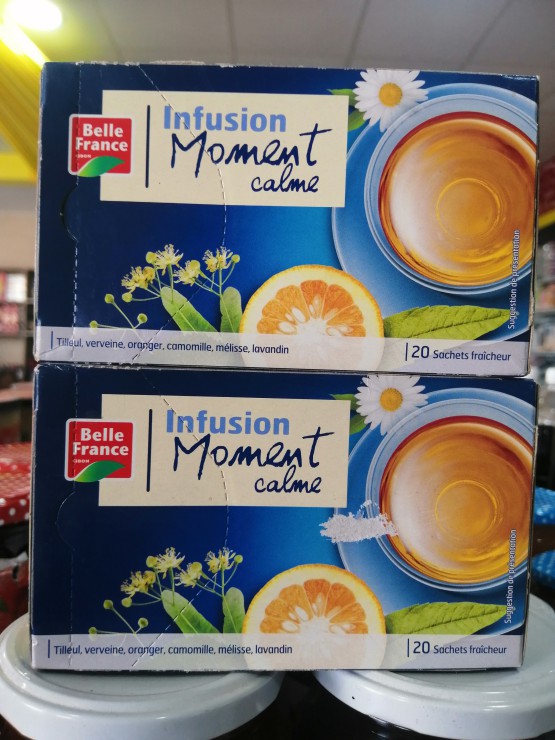 Belle
France
Infusion
Moment
calme
Suggestion de présentation
Tilleul, verveine, oranger, camomille, mélisse, lavandin
20 Sachets fraîcheur
Belle
France
Infusion
Moment
calme
Suggestion de présentation
Tilleul, verveine, oranger, camomille, mélisse, lavandin
20 Sachets fraîcheur